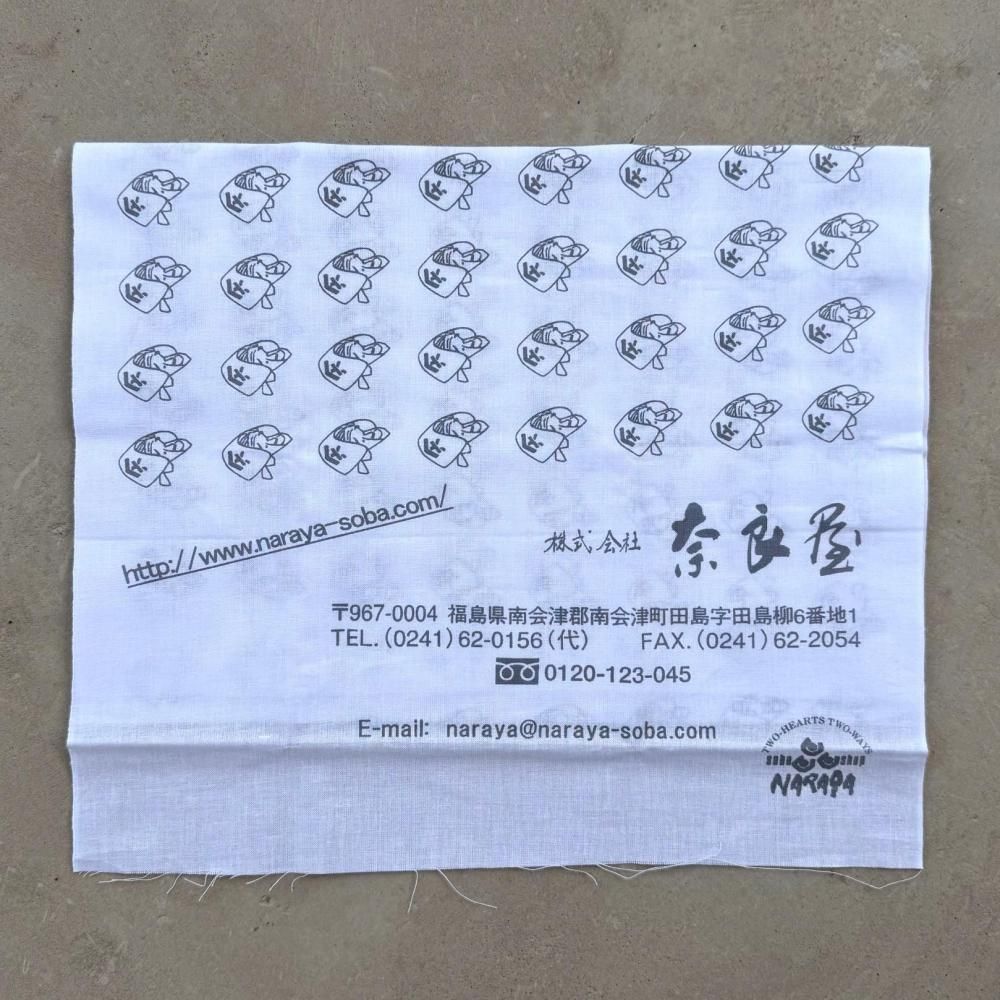 http://www.naraya-soba.com/
株式会社 奈良屋
〒967-0004 福島県南会津郡南会津町田島字田島柳6番地1
TEL.(0241)62-0156(代) FAX.(0241)62-2054
0120-123-045
E-mail: naraya@naraya-soba.com
TWO-HEARTS TWO-WAYS
soba shop
NARAYA